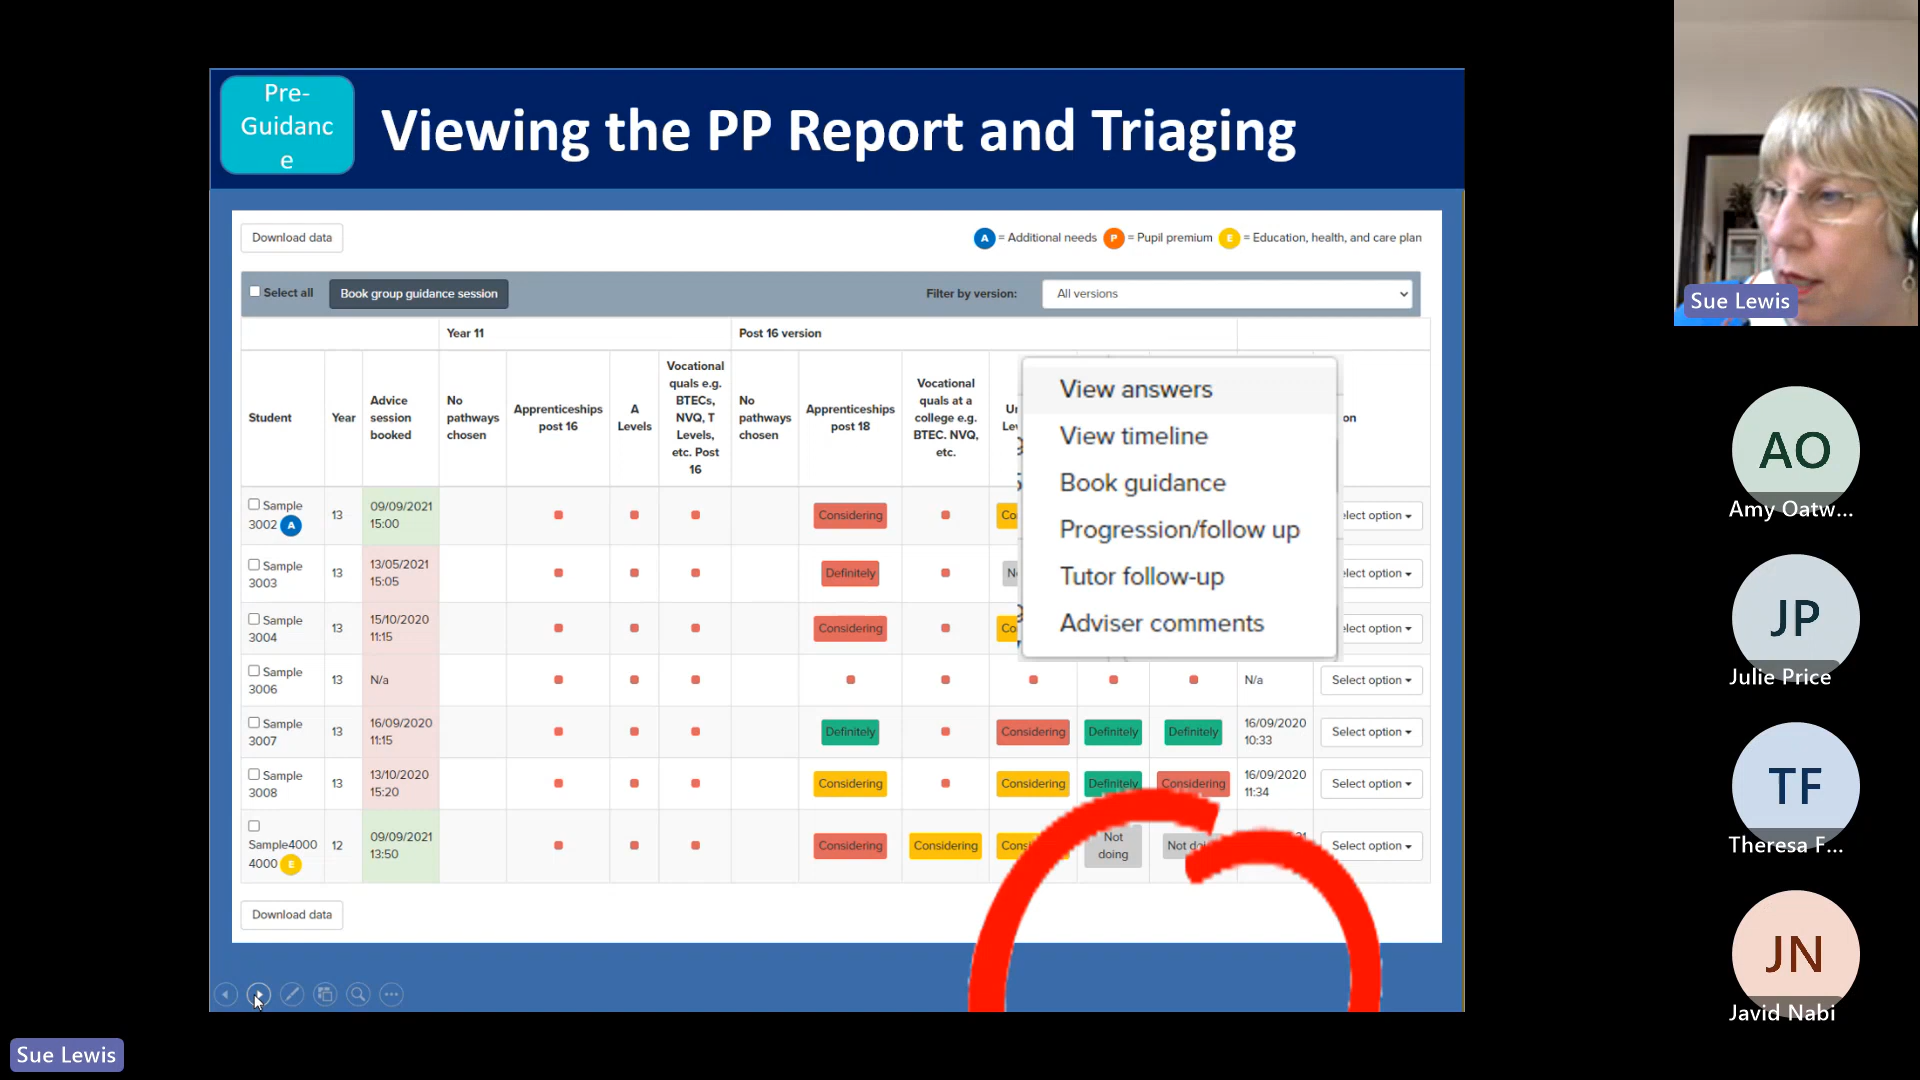 Pre-
Guidanc
e
Viewing the PP Report and Triaging
Download data
A = Additional needs P = Pupil premium E = Education, health, and care plan
Select all Book group guidance session Filter by version: All versions
Year 11 Post 16 version
Student
Year
Advice
session
booked
No
pathways
chosen
Apprenticeships
post 16
A
Levels
Vocational
quals e.g.
BTECs,
NVQ, T
Levels,
etc. Post
16
No
pathways
chosen
Apprenticeships
post 18
Vocational
quals at a
college e.g.
BTEC. NVQ,
etc.
View answers
View timeline
Book guidance
Progression/follow up
Tutor follow-up
Adviser comments
Sample
3002 A
13
09/09/2021
15:00
Considering
Sample
3003
13
13/05/2021
15:05
Definitely
Sample
3004
13
15/10/2020
11:15
Considering
Sample
3006
13
N/a
N/a
Select option
Sample
3007
13
16/09/2020
11:15
Definitely
Considering
Definitely
Definitely
16/09/2020
10:33
Select option
Sample
3008
13
13/10/2020
15:20
Considering
Considering
Definitely
Considering
16/09/2020
11:34
Select option
Sample4000
4000 E
12
09/09/2021
13:50
Considering
Considering
Not
doing
Select option
Download data
Sue Lewis
AO
Amy Oatw...
JP
Julie Price
TF
Theresa F...
JN
Javid Nabi
Sue Lewis